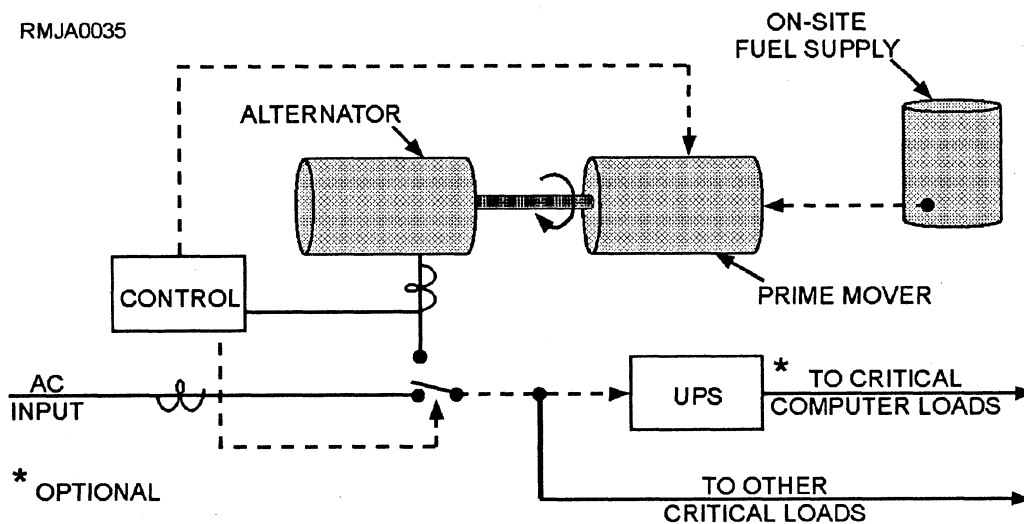 RMJA0035
ON-SITE
FUEL SUPPLY
ALTERNATOR
CONTROL
PRIME MOVER
AC
INPUT
UPS
* TO CRITICAL
COMPUTER LOADS
* OPTIONAL
TO OTHER
CRITICAL LOADS